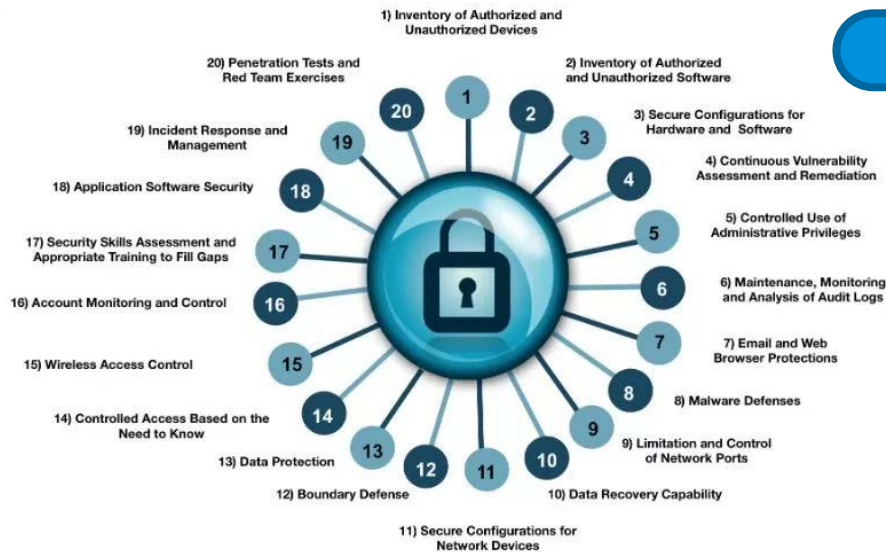 1) Inventory of Authorized and
Unauthorized Devices
2) Inventory of Authorized
and Unauthorized Software
3) Secure Configurations for
Hardware and Software
4) Continuous Vulnerability
Assessment and Remediation
5) Controlled Use of
Administrative Privileges
6) Maintenance, Monitoring
and Analysis of Audit Logs
7) Email and Web
Browser Protections
8) Malware Defenses
9) Limitation and Control
of Network Ports
10) Data Recovery Capability
11) Secure Configurations for
Network Devices
12) Boundary Defense
13) Data Protection
14) Controlled Access Based on the
Need to Know
15) Wireless Access Control
16) Account Monitoring and Control
17) Security Skills Assessment and
Appropriate Training to Fill Gaps
18) Application Software Security
19) Incident Response and
Management
20) Penetration Tests and
Red Team Exercises
1
2
3
4
5
6
7
8
9
10
11
12
13
14
15
16
17
18
19
20